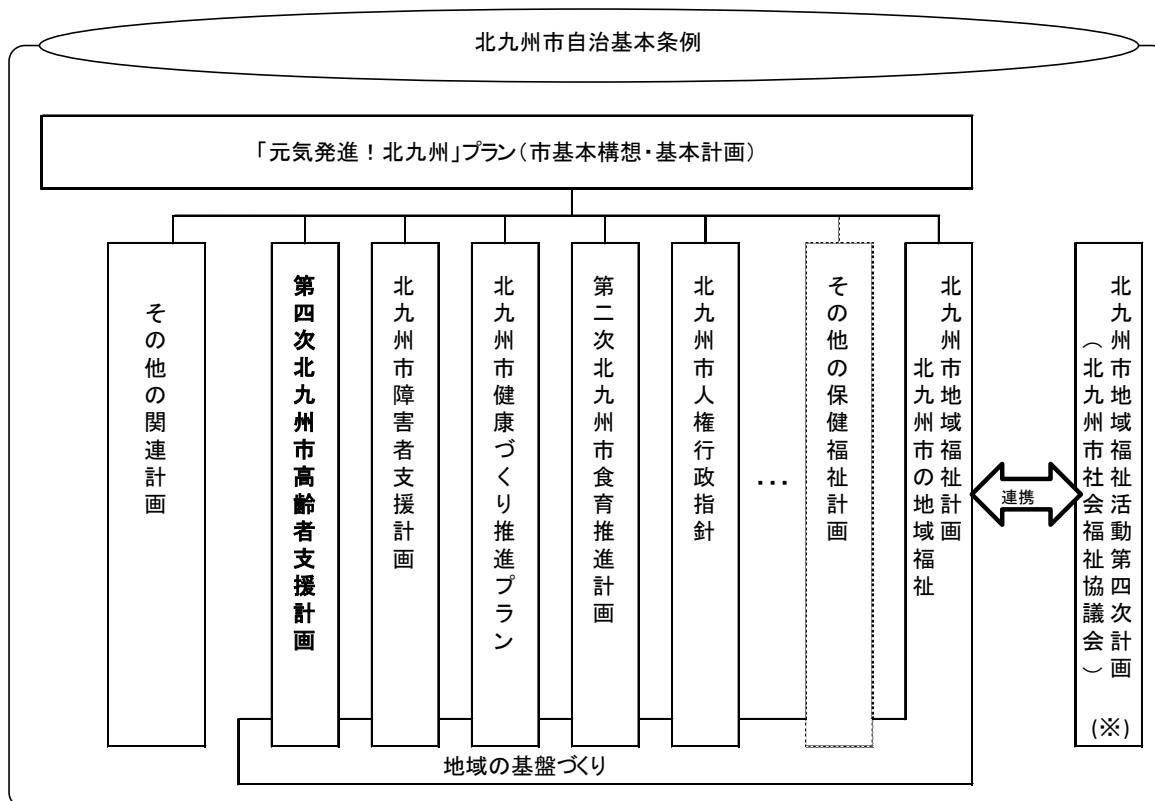 北九州市自治基本条例
「元気発進！北九州」プラン（市基本構想・基本計画）
その他の関連計画
第四次北九州市高齢者支援計画
北九州市障害者支援計画
北九州市健康づくり推進プラン
第二次北九州市食育推進計画
北九州市人権行政指針
…
その他の保健福祉計画
北九州市地域福祉計画
北九州市の地域福祉
連携
北九州市地域福祉活動第四次計画
（北九州市社会福祉協議会）
(※)
地域の基盤づくり